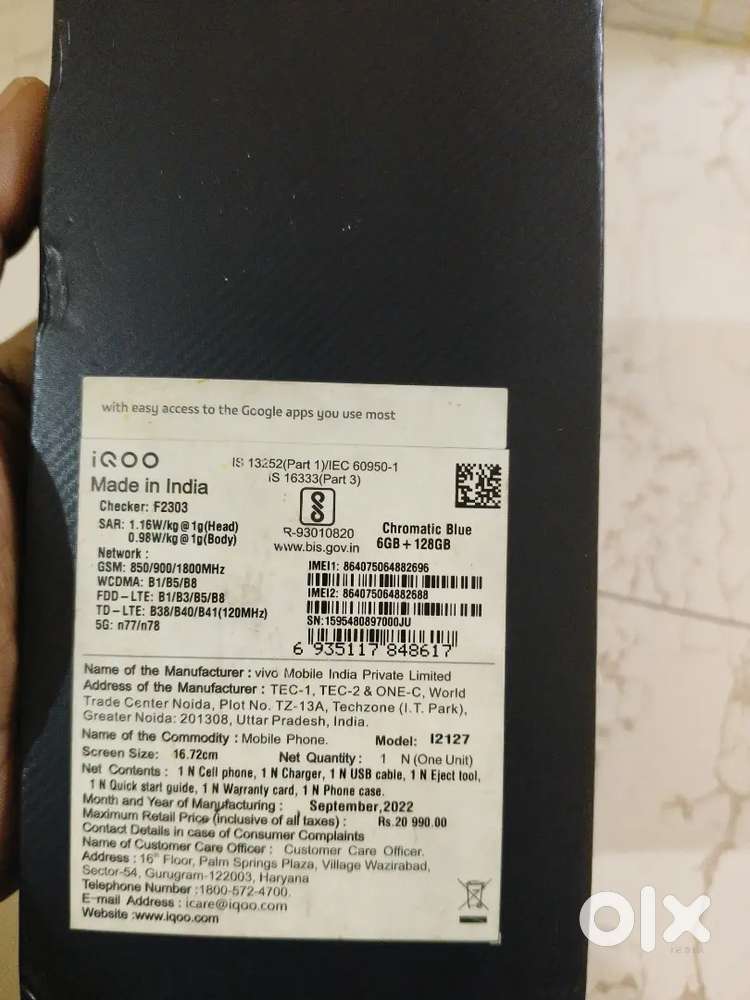 with easy access to the Google apps you use most
iQOO
IS 13252(Part 1)/IEC 60950-1
IS 16333(Part 3)
Made in India
Checker: F2303
SAR: 1.16W/kg@1g(Head)
0.98W/kg@1g(Body)
R-93010820
www.bis.gov.in
Chromatic Blue
6GB+128GB
Network :
GSM: 850/900/1800MHz
WCDMA: B1/B5/B8
FDD-LTE: B1/B3/B5/B8
TD-LTE: B38/B40/B41(120MHz)
5G: n77/n78
IMEI1: 864075064882696
IMEI2: 864075064882688
SN:1595480897000JU
6 935117 848617
Name of the Manufacturer : vivo Mobile India Private Limited
Address of the Manufacturer : TEC-1, TEC-2 & ONE-C, World
Trade Center Noida, Plot No. TZ-13A, Techzone (I.T. Park),
Greater Noida: 201308, Uttar Pradesh, India.
Name of the Commodity : Mobile Phone. Model: I2127
Screen Size: 16.72cm Net Quantity: 1 N (One Unit)
Net Contents : 1 N Cell phone, 1 N Charger, 1 N USB cable, 1 N Eject tool,
1 N Quick start guide, 1 N Warranty card, 1 N Phone case.
Month and Year of Manufacturing : September,2022
Maximum Retail Price (inclusive of all taxes) : Rs.20 990.00
Contact Details in case of Consumer Complaints
Name of Customer Care Officer : Customer Care Officer.
Address : 16th Floor, Palm Springs Plaza, Village Wazirabad,
Sector-54, Gurugram-122003, Haryana
Telephone Number :1800-572-4700.
E-mail Address : icare@iqoo.com
Website :www.iqoo.com
olx
INDIA